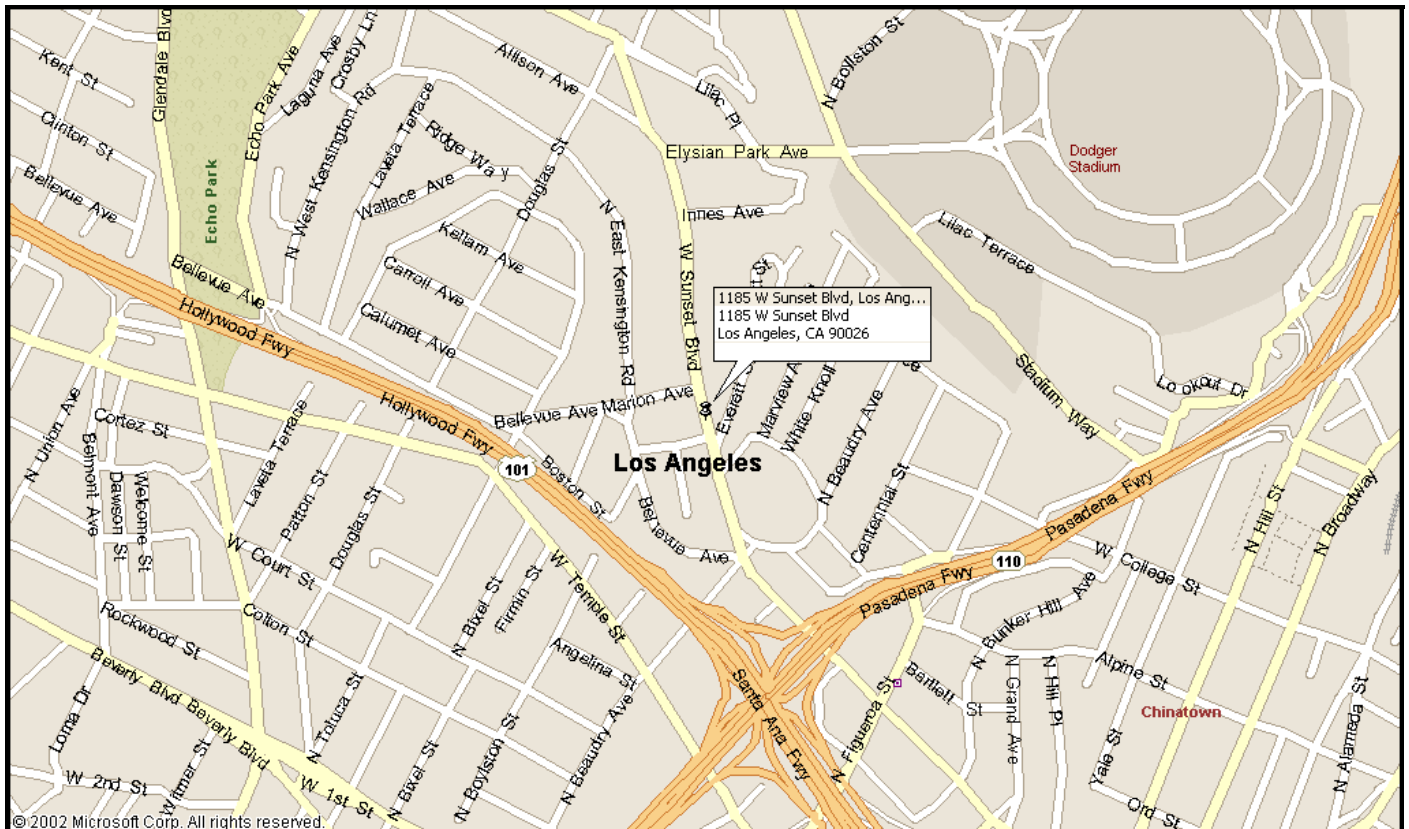 Kent St
Clinton St
Bellevue Ave
Glendale Blvd
Echo Park
Echo Park Ave
Laguna Ave
Crosby Ln
Allison Ave
Lilac Pl
N Boylston St
N West Kensington Rd
Laveta Terrace
Ridge Way
Wallace Ave
Douglas St
Elysian Park Ave
Dodger
Stadium
Innes Ave
N East Kensington Rd
Kellam Ave
Carroll Ave
Calumet Ave
W Sunset Blvd
Lilac Terrace
Bellevue Ave
Hollywood Fwy
1185 W Sunset Blvd, Los Ang...
1185 W Sunset Blvd
Los Angeles, CA 90026
Stadium Way
Lookout Dr
Hollywood Fwy
Bellevue Ave
Marion Ave
Everett S
Marview A
White Knoll
N Beaudry Ave
Centennial St
N Union Ave
Cortez St
Belmont Ave
Dawson St
Welcome St
Laveta Terrace
Patton St
Douglas St
101
Boston St
Los Angeles
Bellevue Ave
Pasadena Fwy
110
Pasadena Fwy
N Hill St
N Broadway
W College St
W Court St
Colton St
Rockwood St
N Bixel St
Firmin St
W Temple St
Angelina St
N Bunker Hill Ave
Alpine St
Bartlett St
N Grand Ave
N Hill Pl
N Figueroa St
Chinatown
Beverly Blvd
Beverly Blvd
Loma Dr
N Toluca St
Santa Ana Fwy
W 2nd St
Witmer St
W 1st St
N Bixel St
N Boylston St
N Beaudry Ave
Yale St
Ord St
N Alameda St
© 2002 Microsoft Corp. All rights reserved.